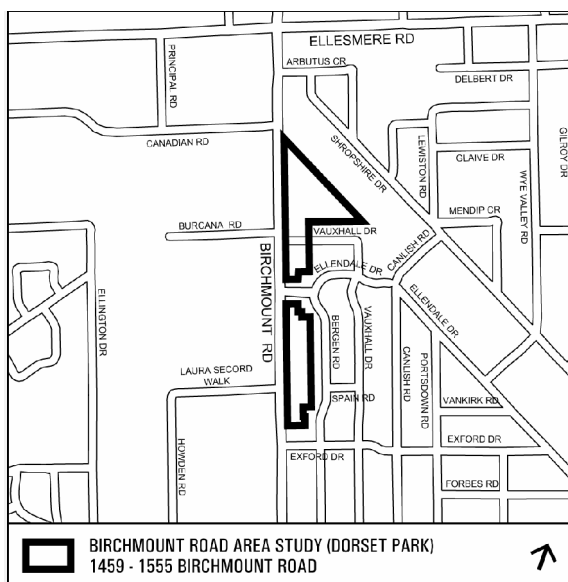 ELLESMERE RD
ARBUTUS CR
DELBERT DR
PRINCIPAL RD
CANADIAN RD
SHROPSHIRE DR
LEWISTON RD
GLAIVE DR
GILROY DR
WYE VALLEY RD
MENDIP CR
BURCANA RD
VAUXHALL DR
CANLISH RD
BIRCHMOUNT RD
ELLENDALE DR
ELLENDALE DR
ELLINGTON DR
BERGEN RD
VAUXHALL DR
CANLISH RD
PORTSDOWN RD
LAURA SECORD
WALK
SPAIN RD
VANKIRK RD
HOWDEN RD
EXFORD DR
EXFORD DR
FORBES RD
BIRCHMOUNT ROAD AREA STUDY (DORSET PARK)
1459 - 1555 BIRCHMOUNT ROAD